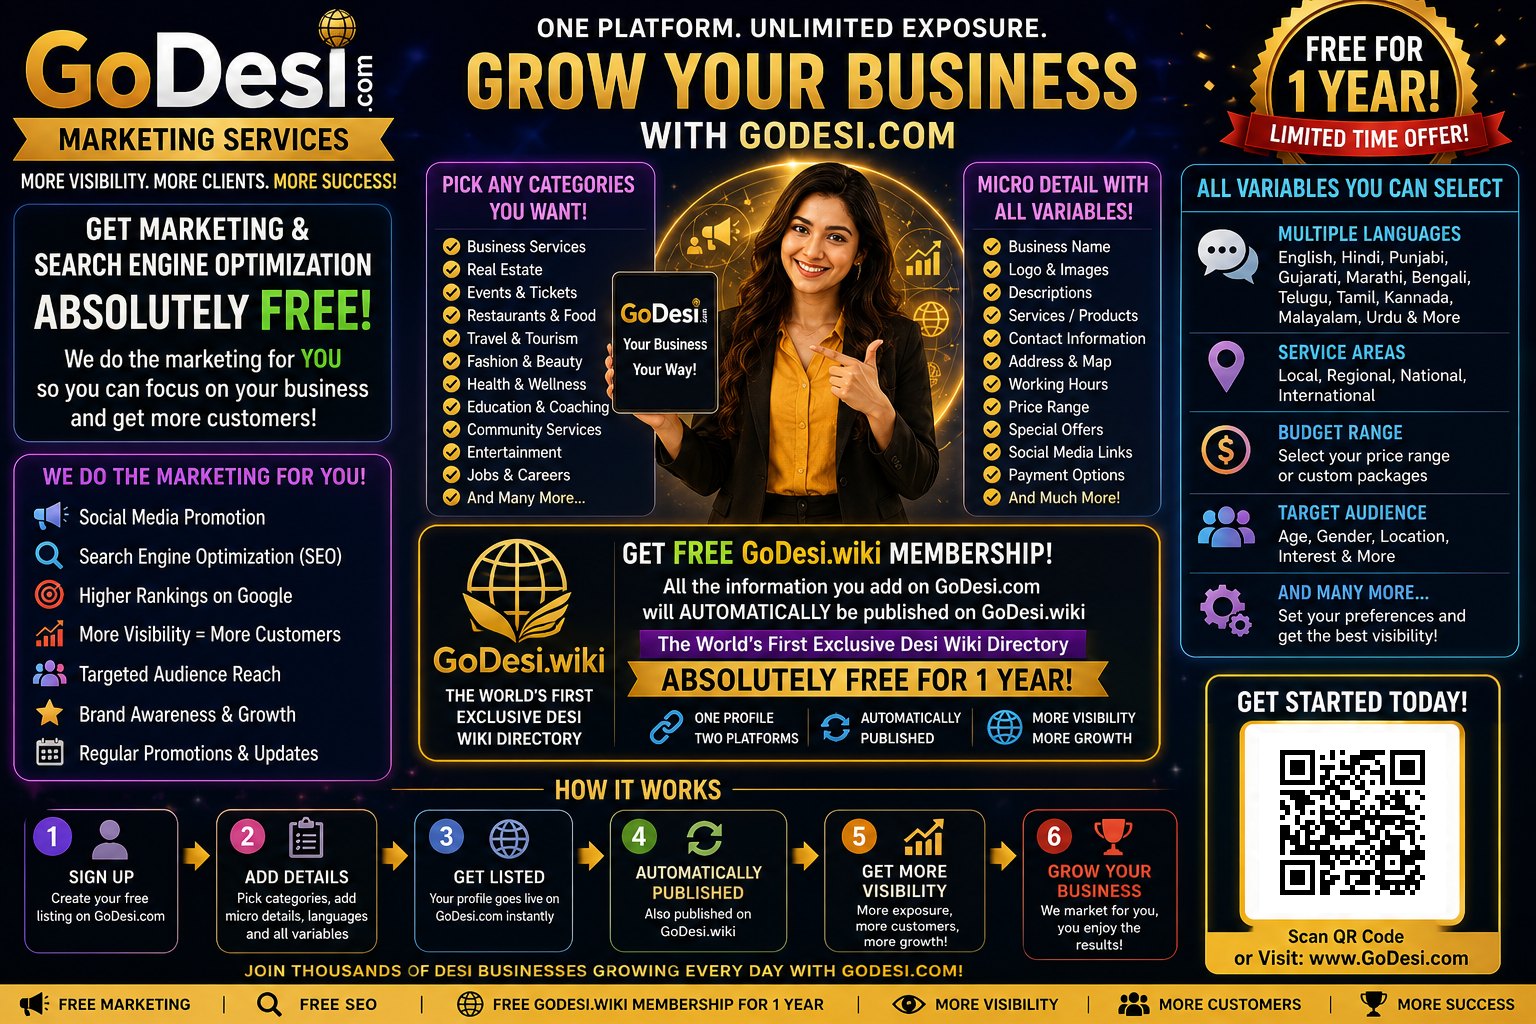 GoDesi.com
MARKETING SERVICES
MORE VISIBILITY. MORE CLIENTS. MORE SUCCESS!
GET MARKETING &
SEARCH ENGINE OPTIMIZATION
ABSOLUTELY FREE!
We do the marketing for YOU
so you can focus on your business
and get more customers!
WE DO THE MARKETING FOR YOU!
Social Media Promotion
Search Engine Optimization (SEO)
Higher Rankings on Google
More Visibility = More Customers
Targeted Audience Reach
Brand Awareness & Growth
Regular Promotions & Updates
ONE PLATFORM. UNLIMITED EXPOSURE.
GROW YOUR BUSINESS
WITH GODESI.COM
PICK ANY CATEGORIES
YOU WANT!
Business Services
Real Estate
Events & Tickets
Restaurants & Food
Travel & Tourism
Fashion & Beauty
Health & Wellness
Education & Coaching
Community Services
Entertainment
Jobs & Careers
And Many More...
GoDesi.com
Your Business
Your Way!
MICRO DETAIL WITH
ALL VARIABLES!
Business Name
Logo & Images
Descriptions
Services / Products
Contact Information
Address & Map
Working Hours
Price Range
Special Offers
Social Media Links
Payment Options
And Much More!
FREE FOR
1 YEAR!
LIMITED TIME OFFER!
ALL VARIABLES YOU CAN SELECT
MULTIPLE LANGUAGES
English, Hindi, Punjabi,
Gujarati, Marathi, Bengali,
Telugu, Tamil, Kannada,
Malayalam, Urdu & More
SERVICE AREAS
Local, Regional, National,
International
$
BUDGET RANGE
Select your price range
or custom packages
TARGET AUDIENCE
Age, Gender, Location,
Interest & More
AND MANY MORE...
Set your preferences and
get the best visibility!
GoDesi.wiki
THE WORLD'S FIRST
EXCLUSIVE DESI
WIKI DIRECTORY
GET FREE GoDesi.wiki MEMBERSHIP!
All the information you add on GoDesi.com
will AUTOMATICALLY be published on GoDesi.wiki
The World's First Exclusive Desi Wiki Directory
ABSOLUTELY FREE FOR 1 YEAR!
ONE PROFILE
TWO PLATFORMS
AUTOMATICALLY
PUBLISHED
MORE VISIBILITY
MORE GROWTH
GET STARTED TODAY!
Scan QR Code
or Visit: www.GoDesi.com
HOW IT WORKS
1
SIGN UP
Create your free
listing on GoDesi.com
2
ADD DETAILS
Pick categories, add
micro details, languages
and all variables
3
GET LISTED
Your profile goes live on
GoDesi.com instantly
4
AUTOMATICALLY
PUBLISHED
Also published on
GoDesi.wiki
5
GET MORE
VISIBILITY
More exposure,
more customers,
more growth!
6
GROW YOUR
BUSINESS
We market for you,
you enjoy the
results!
JOIN THOUSANDS OF DESI BUSINESSES GROWING EVERY DAY WITH GODESI.COM!
FREE MARKETING | FREE SEO | FREE GODESI.WIKI MEMBERSHIP FOR 1 YEAR | MORE VISIBILITY | MORE CUSTOMERS | MORE SUCCESS